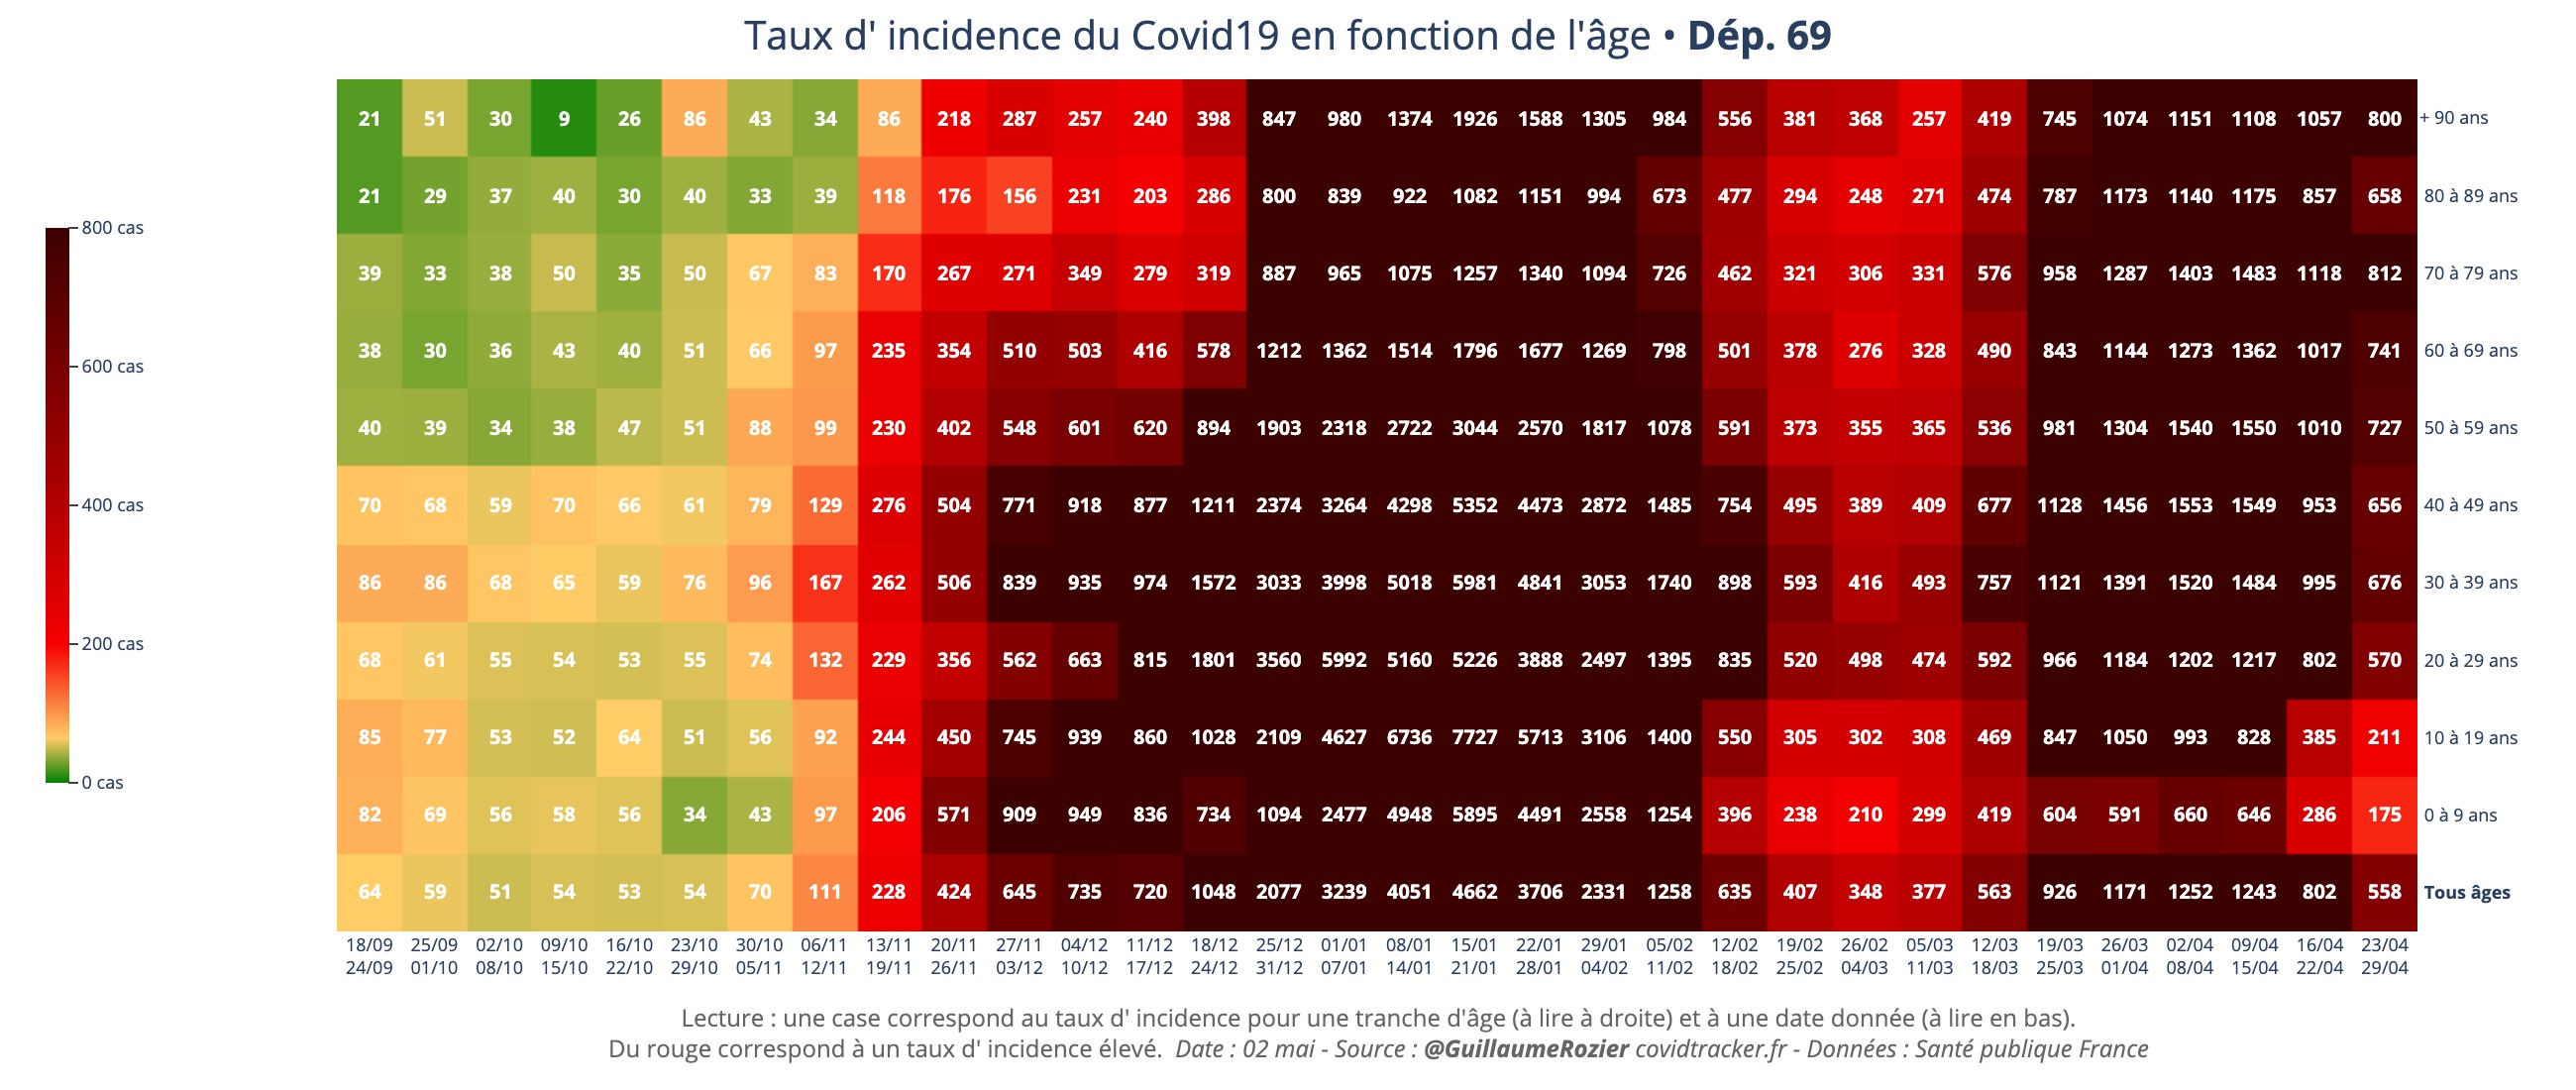 Taux d' incidence du Covid19 en fonction de l'âge • Dép. 69
800 cas
600 cas
400 cas
200 cas
0 cas
21 51 30 9 26 86 43 34 86 218 287 257 240 398 847 980 1374 1926 1588 1305 984 556 381 368 257 419 745 1074 1151 1108 1057 800 + 90 ans
21 29 37 40 30 40 33 39 118 176 156 231 203 286 800 839 922 1082 1151 994 673 477 294 248 271 474 787 1173 1140 1175 857 658 80 à 89 ans
39 33 38 50 35 50 67 83 170 267 271 349 279 319 887 965 1075 1257 1340 1094 726 462 321 306 331 576 958 1287 1403 1483 1118 812 70 à 79 ans
38 30 36 43 40 51 66 97 235 354 510 503 416 578 1212 1362 1514 1796 1677 1269 798 501 378 276 328 490 843 1144 1273 1362 1017 741 60 à 69 ans
40 39 34 38 47 51 88 99 230 402 548 601 620 894 1903 2318 2722 3044 2570 1817 1078 591 373 355 365 536 981 1304 1540 1550 1010 727 50 à 59 ans
70 68 59 70 66 61 79 129 276 504 771 918 877 1211 2374 3264 4298 5352 4473 2872 1485 754 495 389 409 677 1128 1456 1553 1549 953 656 40 à 49 ans
86 86 68 65 59 76 96 167 262 506 839 935 974 1572 3033 3998 5018 5981 4841 3053 1740 898 593 416 493 757 1121 1391 1520 1484 995 676 30 à 39 ans
68 61 55 54 53 55 74 132 229 356 562 663 815 1801 3560 5992 5160 5226 3888 2497 1395 835 520 498 474 592 966 1184 1202 1217 802 570 20 à 29 ans
85 77 53 52 64 51 56 92 244 450 745 939 860 1028 2109 4627 6736 7727 5713 3106 1400 550 305 302 308 469 847 1050 993 828 385 211 10 à 19 ans
82 69 56 58 56 34 43 97 206 571 909 949 836 734 1094 2477 4948 5895 4491 2558 1254 396 238 210 299 419 604 591 660 646 286 175 0 à 9 ans
64 59 51 54 53 54 70 111 228 424 645 735 720 1048 2077 3239 4051 4662 3706 2331 1258 635 407 348 377 563 926 1171 1252 1243 802 558 Tous âges
18/09 25/09 02/10 09/10 16/10 23/10 30/10 06/11 13/11 20/11 27/11 04/12 11/12 18/12 25/12 01/01 08/01 15/01 22/01 29/01 05/02 12/02 19/02 26/02 05/03 12/03 19/03 26/03 02/04 09/04 16/04 23/04
24/09 01/10 08/10 15/10 22/10 29/10 05/11 12/11 19/11 26/11 03/12 10/12 17/12 24/12 31/12 07/01 14/01 21/01 28/01 04/02 11/02 18/02 25/02 04/03 11/03 18/03 25/03 01/04 08/04 15/04 22/04 29/04
Lecture : une case correspond au taux d' incidence pour une tranche d'âge (à lire à droite) et à une date donnée (à lire en bas).
Du rouge correspond à un taux d' incidence élevé. Date : 02 mai - Source : @GuillaumeRozier covidtracker.fr - Données : Santé publique France